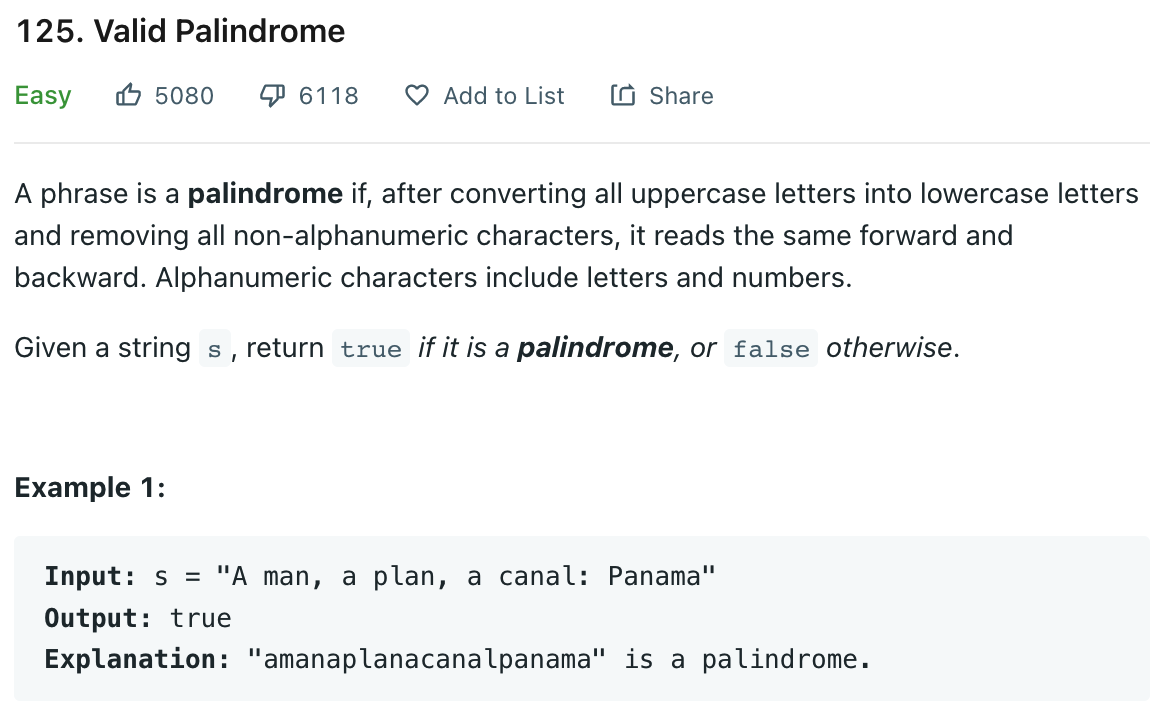 125. Valid Palindrome
Easy 5080 6118 Add to List Share
A phrase is a palindrome if, after converting all uppercase letters into lowercase letters
and removing all non-alphanumeric characters, it reads the same forward and
backward. Alphanumeric characters include letters and numbers.
Given a string s, return true if it is a palindrome, or false otherwise.
Example 1:
Input: s = "A man, a plan, a canal: Panama"
Output: true
Explanation: "amanaplanacanalpanama" is a palindrome.